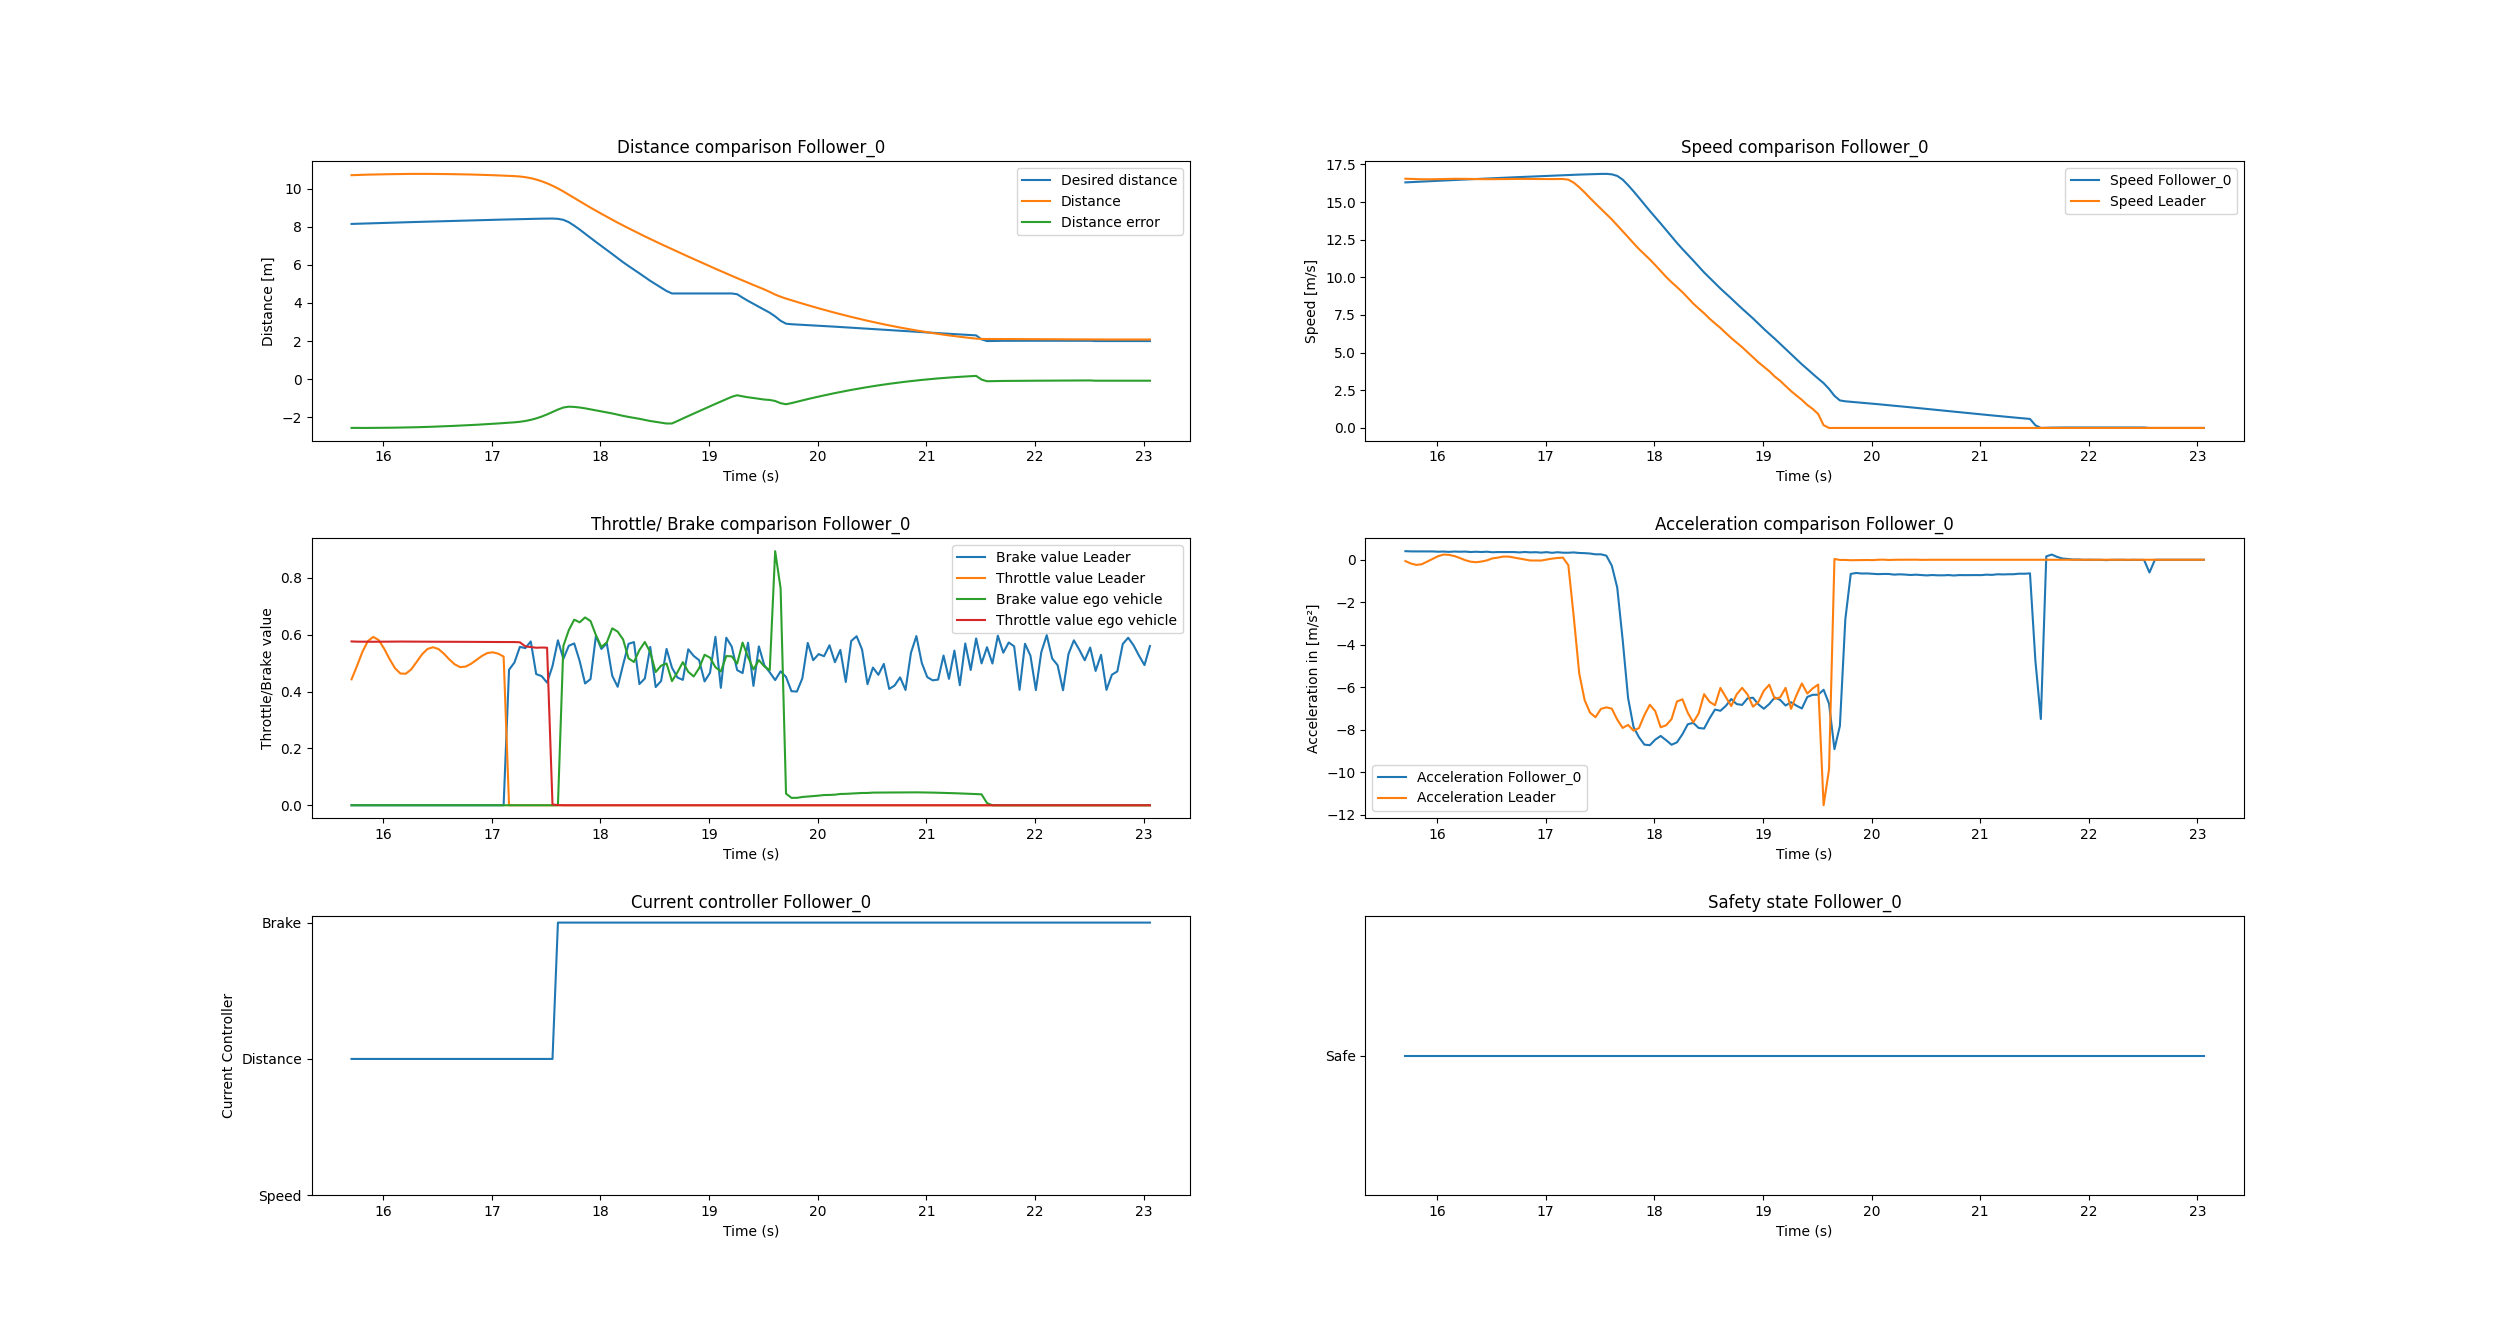 Distance comparison Follower_0
Distance [m]
10
8
6
4
2
0
−2
Desired distance
Distance
Distance error
16 17 18 19 20 21 22 23
Time (s)
Speed comparison Follower_0
Speed [m/s]
17.5
15.0
12.5
10.0
7.5
5.0
2.5
0.0
Speed Follower_0
Speed Leader
16 17 18 19 20 21 22 23
Time (s)
Throttle/ Brake comparison Follower_0
Throttle/Brake value
0.8
0.6
0.4
0.2
0.0
Brake value Leader
Throttle value Leader
Brake value ego vehicle
Throttle value ego vehicle
16 17 18 19 20 21 22 23
Time (s)
Acceleration comparison Follower_0
Acceleration in [m/s²]
0
−2
−4
−6
−8
−10
−12
Acceleration Follower_0
Acceleration Leader
16 17 18 19 20 21 22 23
Time (s)
Current controller Follower_0
Current Controller
Brake
Distance
Speed
16 17 18 19 20 21 22 23
Time (s)
Safety state Follower_0
Safe
16 17 18 19 20 21 22 23
Time (s)